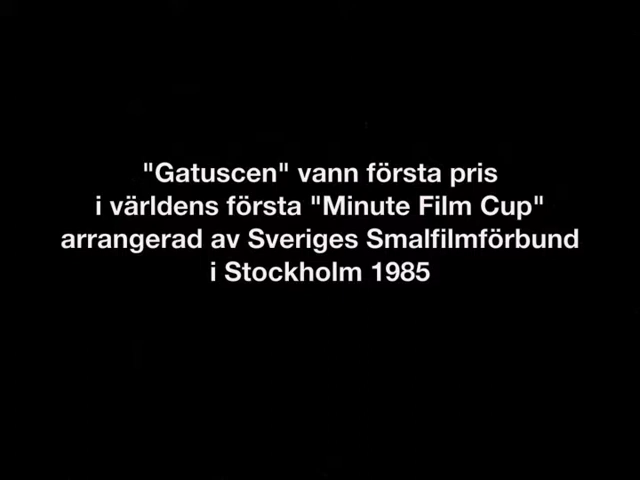 "Gatuscen" vann första pris
i världens första "Minute Film Cup"
arrangerad av Sveriges Smalfilmförbund
i Stockholm 1985